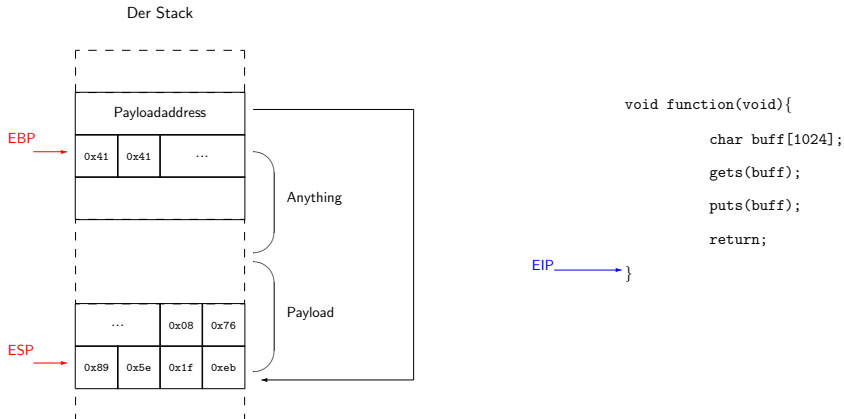 Der Stack
Payloadaddress
EBP
0x41 0x41 ...
Anything
Payload
... 0x08 0x76
ESP
0x89 0x5e 0x1f 0xeb
void function(void){
char buff[1024];
gets(buff);
puts(buff);
return;
EIP
}